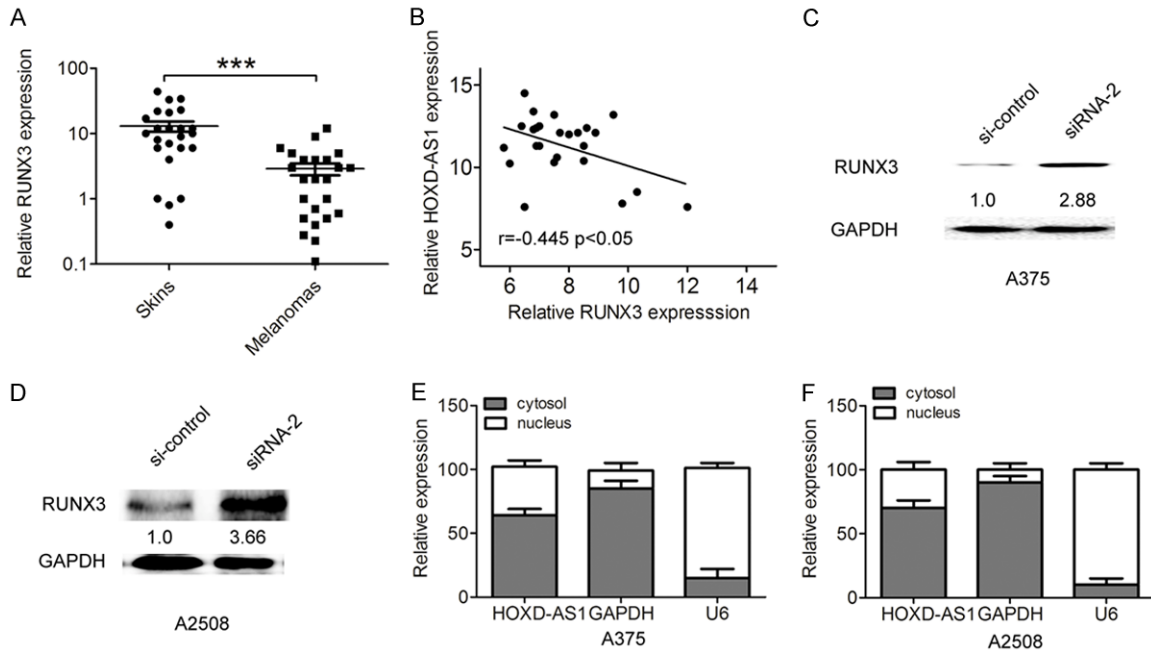 A
Relative RUNX3 expression
100
10
1
0.1
***
Skins
Melanomas
B
Relative HOXD-AS1 expression
15
10
5
r=-0.445 p<0.05
6 8 10 12 14
Relative RUNX3 expresssion
C
si-control siRNA-2
RUNX3
1.0 2.88
GAPDH
A375
D
si-control siRNA-2
RUNX3
1.0 3.66
GAPDH
A2508
E
cytosol
nucleus
Relative expression
150
100
50
0
HOXD-AS1 GAPDH U6
A375
F
cytosol
nucleus
Relative expression
150
100
50
0
HOXD-AS1 GAPDH U6
A2508